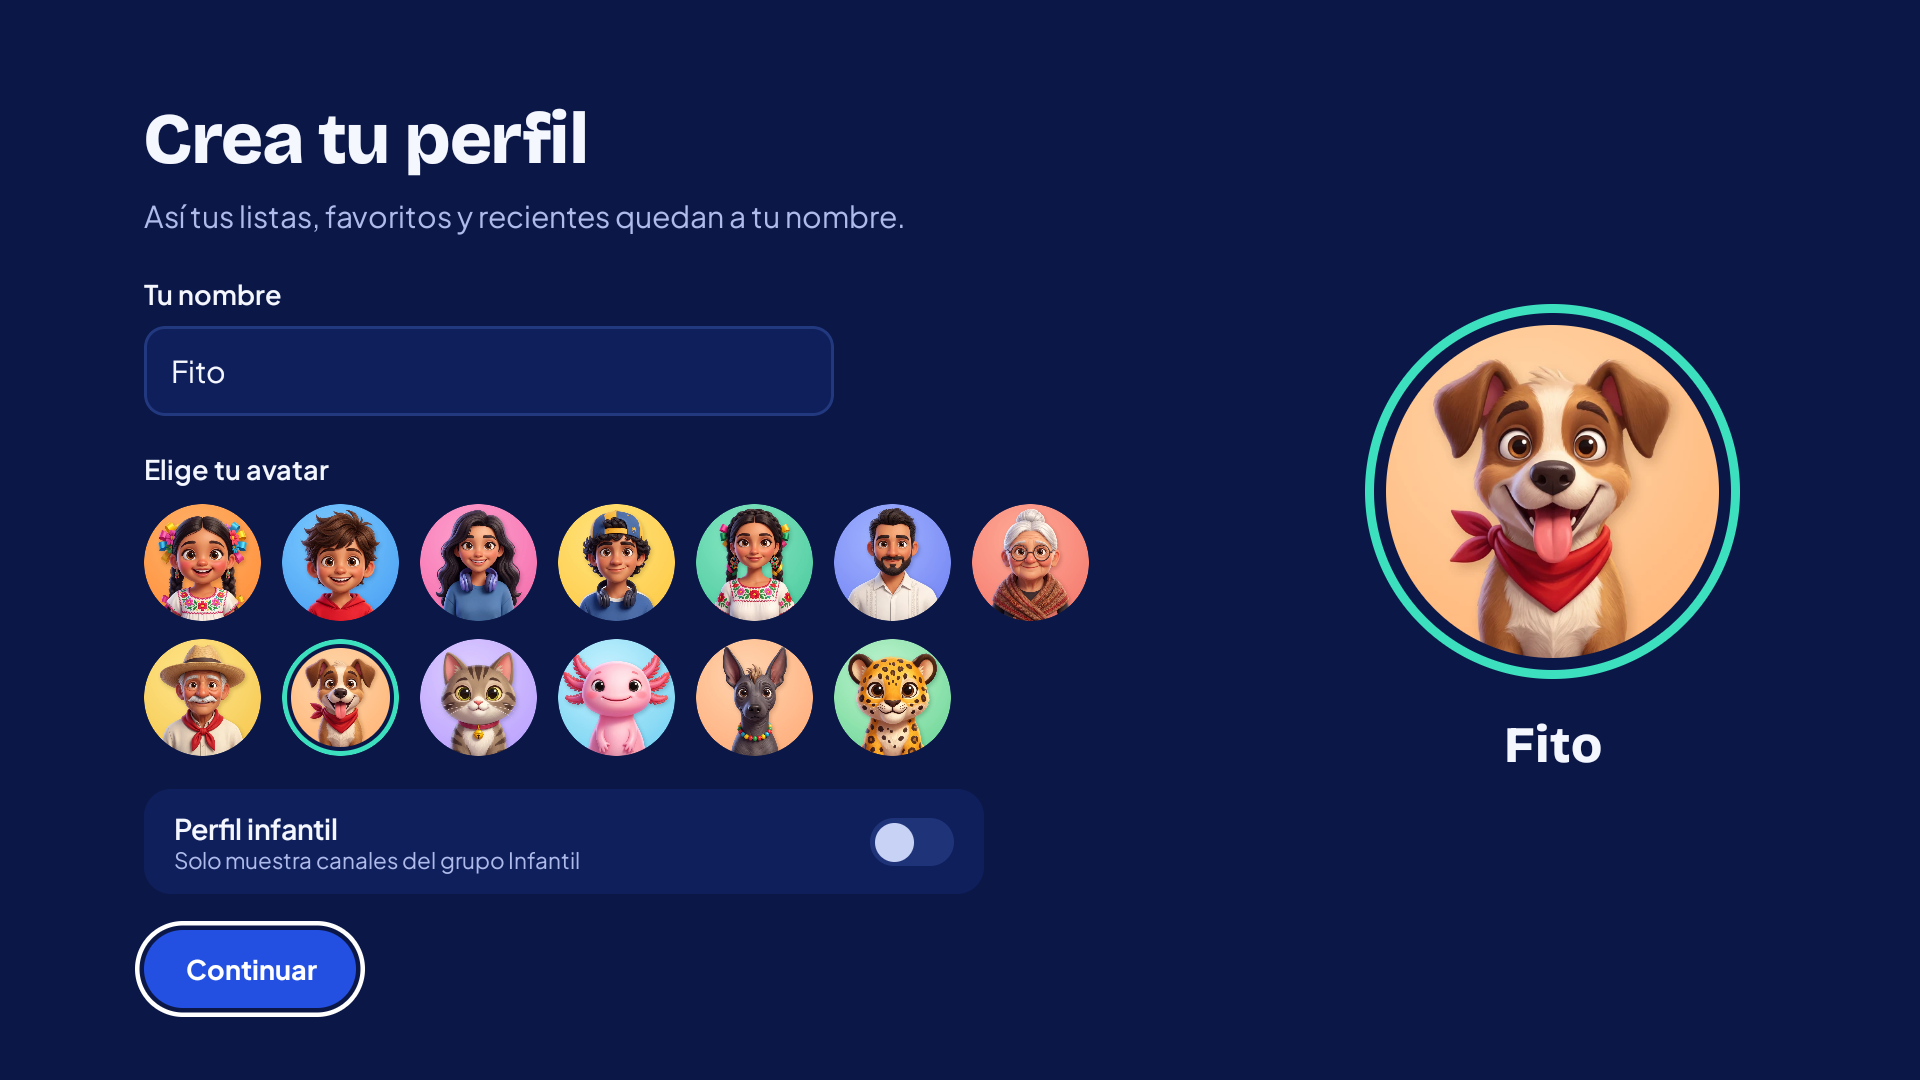 Crea tu perfil
Así tus listas, favoritos y recientes quedan a tu nombre.
Tu nombre
Fito
Elige tu avatar
Fito
Perfil infantil
Solo muestra canales del grupo Infantil
Continuar